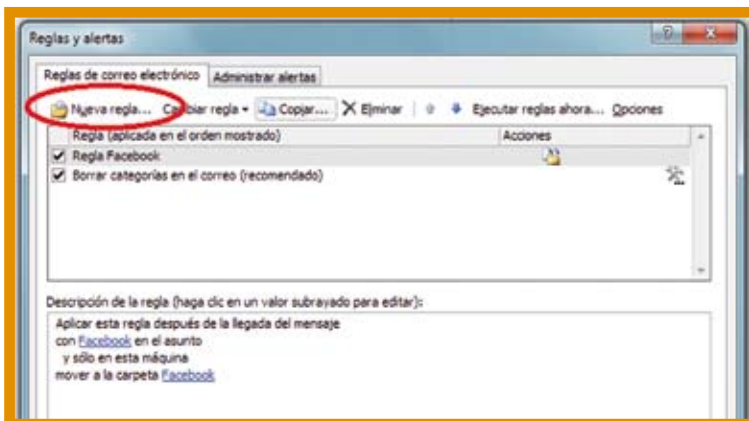 Reglas y alertas
Reglas de correo electrónico Administrar alertas
Nueva regla... Cambiar regla Copiar... Eliminar Ejecutar reglas ahora... Opciones
Regla (aplicada en el orden mostrado) Acciones
Regla Facebook
Borrar categorías en el correo (recomendado)
Descripción de la regla (haga clic en un valor subrayado para editar):
Aplicar esta regla después de la llegada del mensaje
con Facebook en el asunto
y sólo en esta máquina
mover a la carpeta Facebook